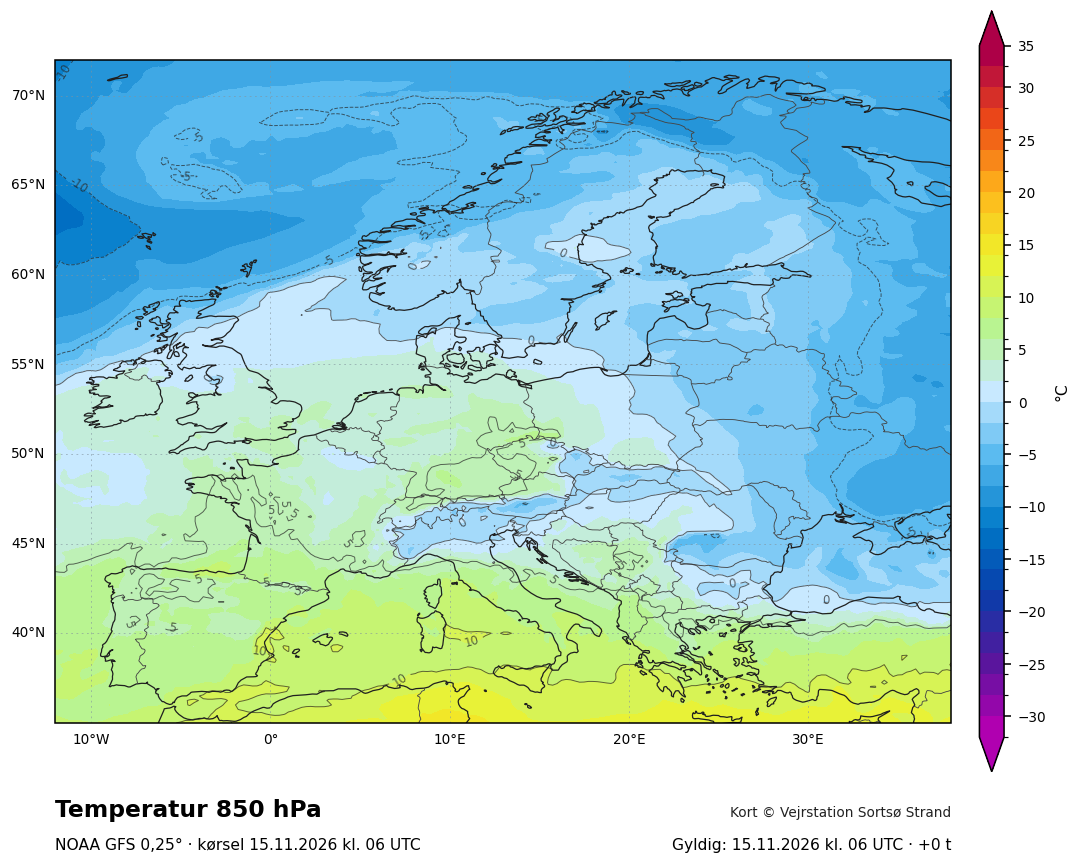 70°N
65°N
60°N
55°N
50°N
45°N
40°N
10°W
0°
10°E
20°E
30°E
35
30
25
20
15
10
5
0
−5
−10
−15
−20
−25
−30
°C
Temperatur 850 hPa
Kort © Vejrstation Sortsø Strand
NOAA GFS 0,25° · kørsel 15.11.2026 kl. 06 UTC
Gyldig: 15.11.2026 kl. 06 UTC · +0 t